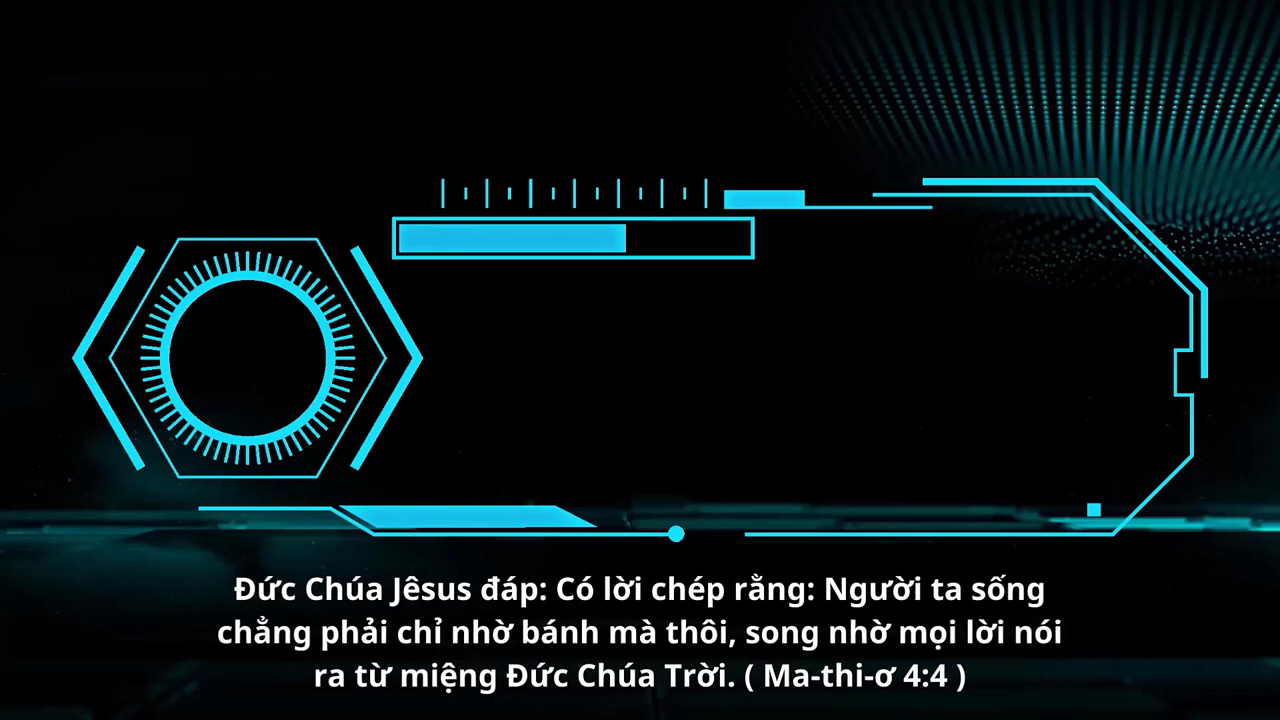 Đức Chúa Jêsus đáp: Có lời chép rằng: Người ta sống
chẳng phải chỉ nhờ bánh mà thôi, song nhờ mọi lời nói
ra từ miệng Đức Chúa Trời. ( Ma-thi-ơ 4:4 )